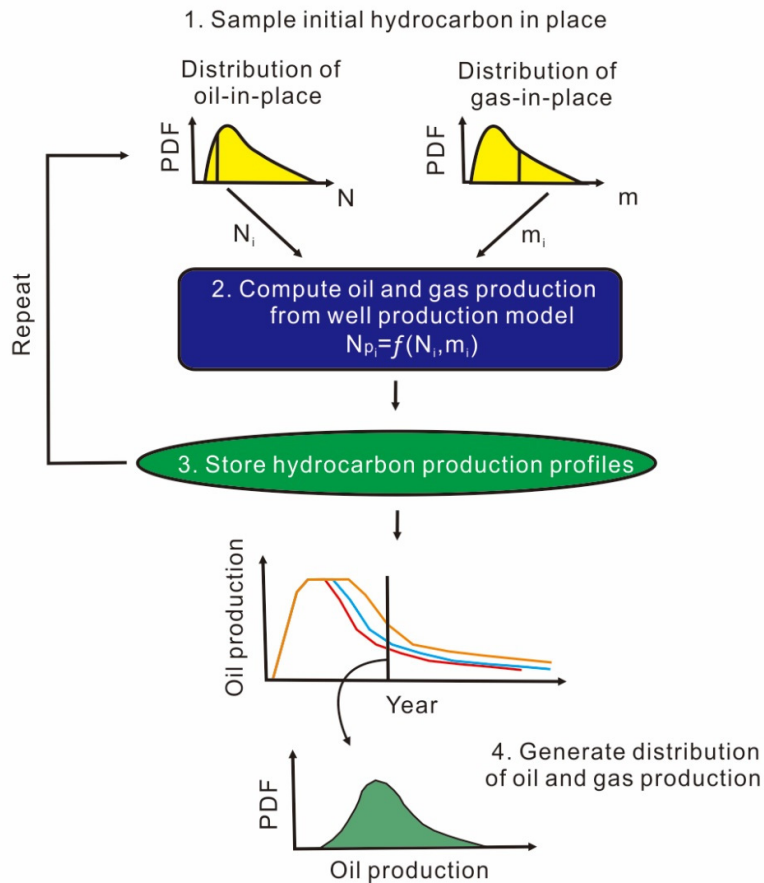 1. Sample initial hydrocarbon in place
Distribution of
oil-in-place
Distribution of
gas-in-place
PDF
N
PDF
m
Nᵢ
mᵢ
Repeat
2. Compute oil and gas production
from well production model
Nₚᵢ=f(Nᵢ,mᵢ)
3. Store hydrocarbon production profiles
Oil production
Year
4. Generate distribution
of oil and gas production
PDF
Oil production